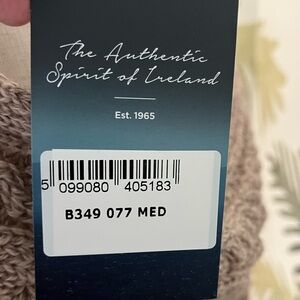 The Authentic
Spirit of Ireland
Est. 1965
5 099080 405183
B349 077 MED